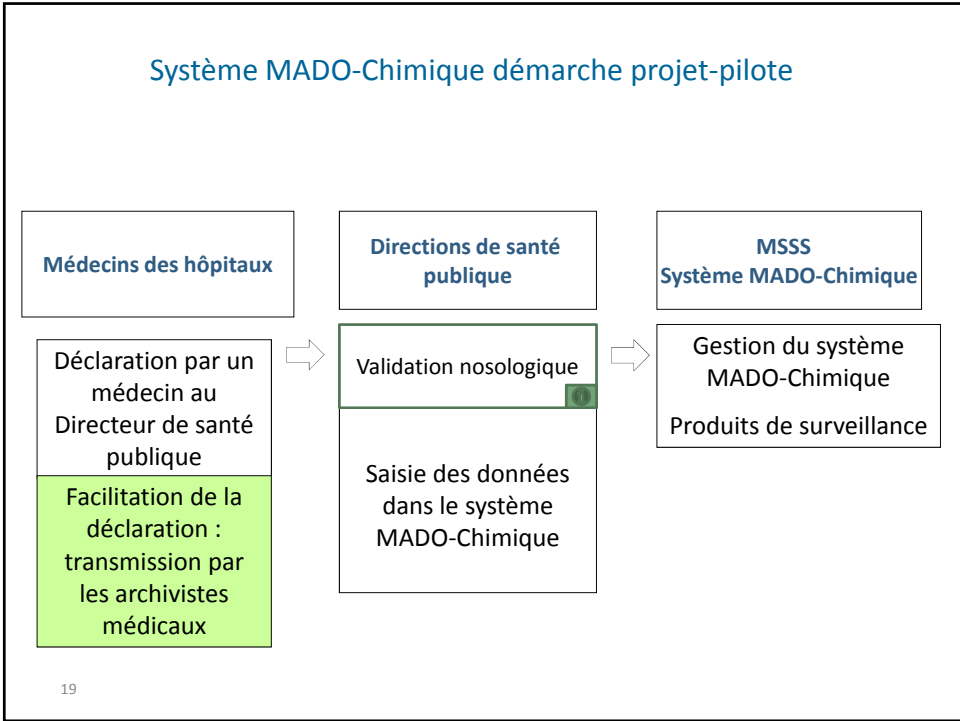 Système MADO-Chimique démarche projet-pilote
Médecins des hôpitaux
Directions de santé
publique
MSSS
Système MADO-Chimique
Déclaration par un
médecin au
Directeur de santé
publique
Facilitation de la
déclaration :
transmission par
les archivistes
médicaux
Validation nosologique
Saisie des données
dans le système
MADO-Chimique
Gestion du système
MADO-Chimique
Produits de surveillance
19